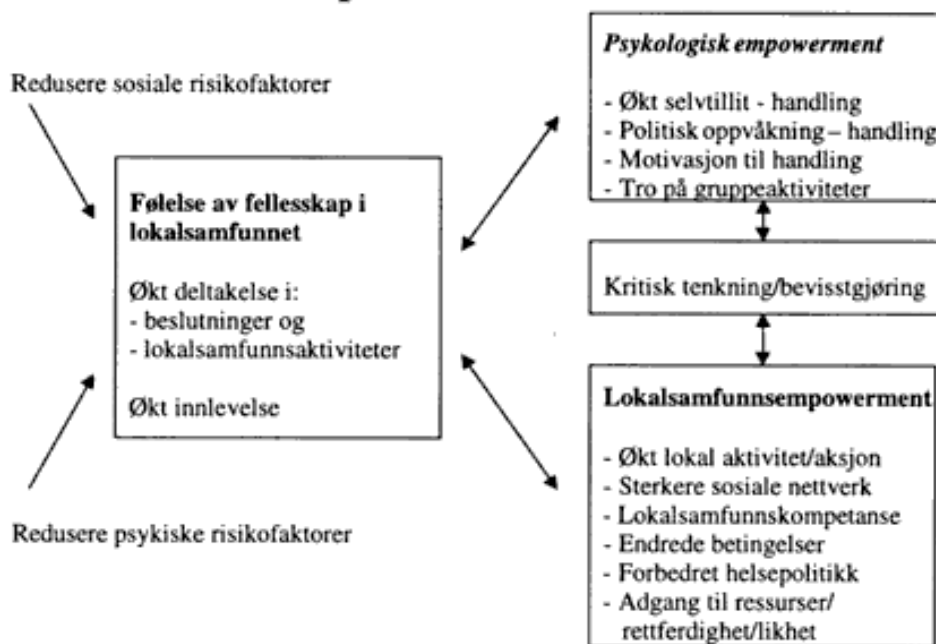 Redusere sosiale risikofaktorer
Følelse av fellesskap i
lokalsamfunnet
Økt deltakelse i:
- beslutninger og
- lokalsamfunnsaktiviteter
Økt innlevelse
Redusere psykiske risikofaktorer
Psykologisk empowerment
- Økt selvtillit - handling
- Politisk oppvåkning – handling
- Motivasjon til handling
- Tro på gruppeaktiviteter
Kritisk tenkning/bevisstgjøring
Lokalsamfunnsempowerment
- Økt lokal aktivitet/aksjon
- Sterkere sosiale nettverk
- Lokalsamfunnskompetanse
- Endrede betingelser
- Forbedret helsepolitikk
- Adgang til ressurser/
rettferdighet/likhet